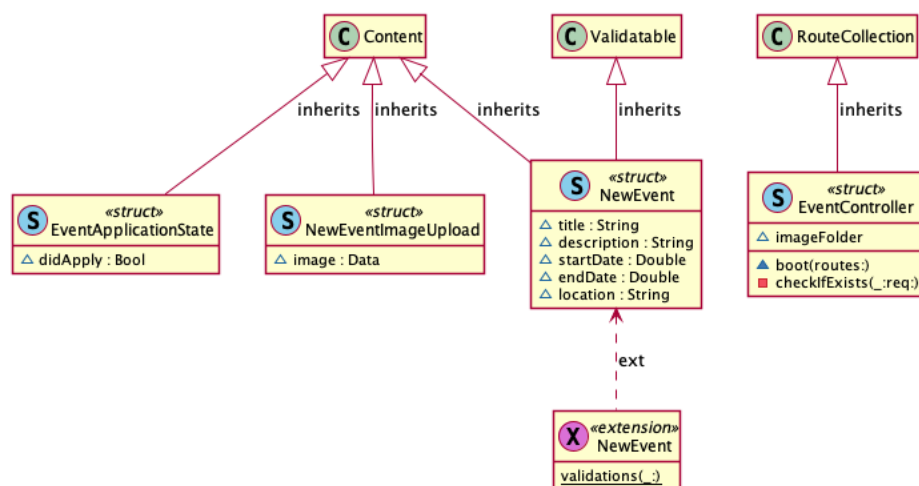 C Content
C Validatable
C RouteCollection
inherits
inherits
inherits
inherits
inherits
S «struct» EventApplicationState
didApply : Bool
S «struct» NewEventImageUpload
image : Data
S «struct» NewEvent
title : String
description : String
startDate : Double
endDate : Double
location : String
S «struct» EventController
imageFolder
boot(routes:)
checkIfExists(_:req:)
ext
X «extension» NewEvent
validations(_:)